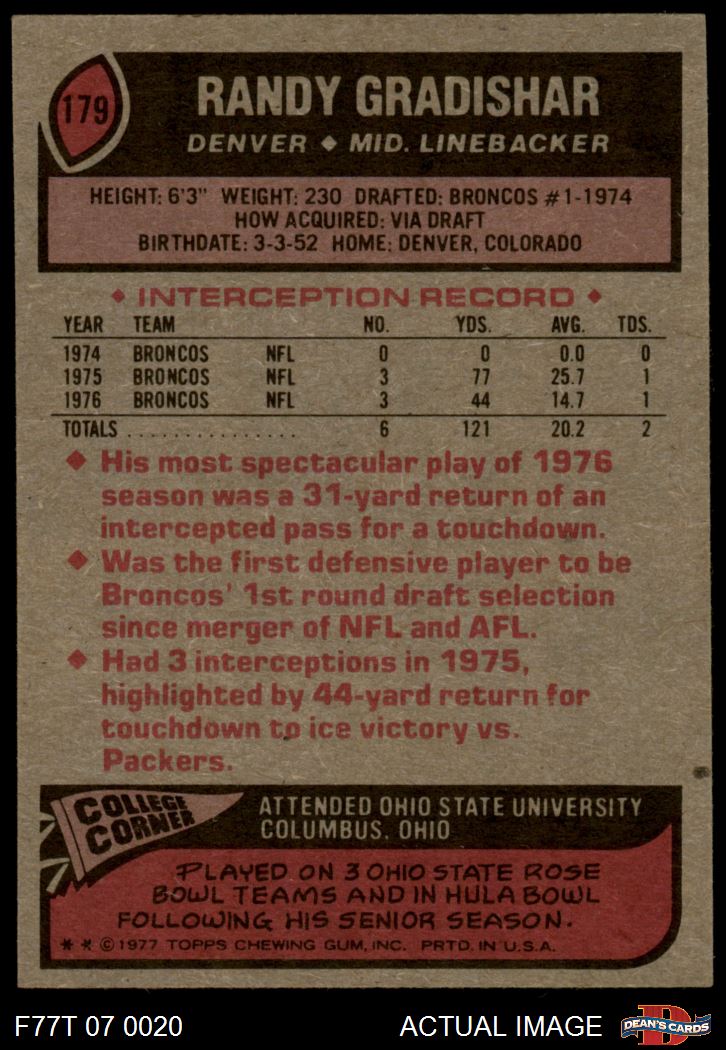 179
RANDY GRADISHAR
DENVER ◆ MID. LINEBACKER
HEIGHT: 6'3" WEIGHT: 230 DRAFTED: BRONCOS #1-1974
HOW ACQUIRED: VIA DRAFT
BIRTHDATE: 3-3-52 HOME: DENVER, COLORADO
◆ INTERCEPTION RECORD ◆
YEAR TEAM NO. YDS. AVG. TDS.
1974 BRONCOS NFL 0 0 0.0 0
1975 BRONCOS NFL 3 77 25.7 1
1976 BRONCOS NFL 3 44 14.7 1
TOTALS ............... 6 121 20.2 2
◆ His most spectacular play of 1976
season was a 31-yard return of an
intercepted pass for a touchdown.
◆ Was the first defensive player to be
Broncos' 1st round draft selection
since merger of NFL and AFL.
◆ Had 3 interceptions in 1975,
highlighted by 44-yard return for
touchdown to ice victory vs.
Packers.
COLLEGE
CORNER
ATTENDED OHIO STATE UNIVERSITY
COLUMBUS, OHIO
PLAYED ON 3 OHIO STATE ROSE
BOWL TEAMS AND IN HULA BOWL
FOLLOWING HIS SENIOR SEASON.
* * ©1977 TOPPS CHEWING GUM, INC. PRTD. IN U.S.A.
F77T 07 0020
ACTUAL IMAGE
D
DEAN'S CARDS